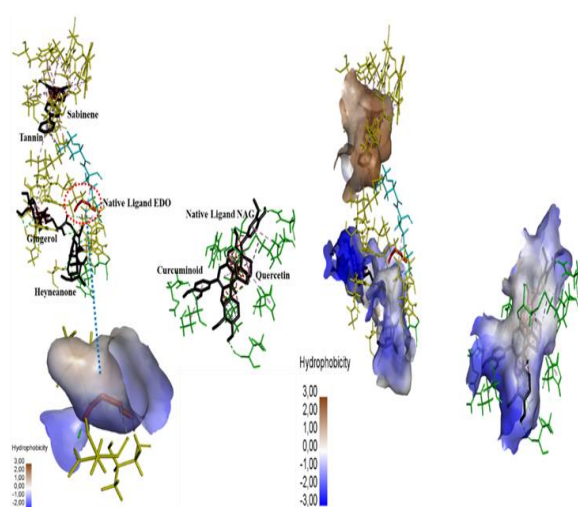 Sabinene
Tannin
Native Ligand EDO
Gingerol
Heyneanone
Native Ligand NAG
Curcuminoid
Quercetin
Hydrophobicity
3,00
2,00
1,00
0,00
-1,00
-2,00
Hydrophobicity
3,00
2,00
1,00
0,00
-1,00
-2,00
-3,00